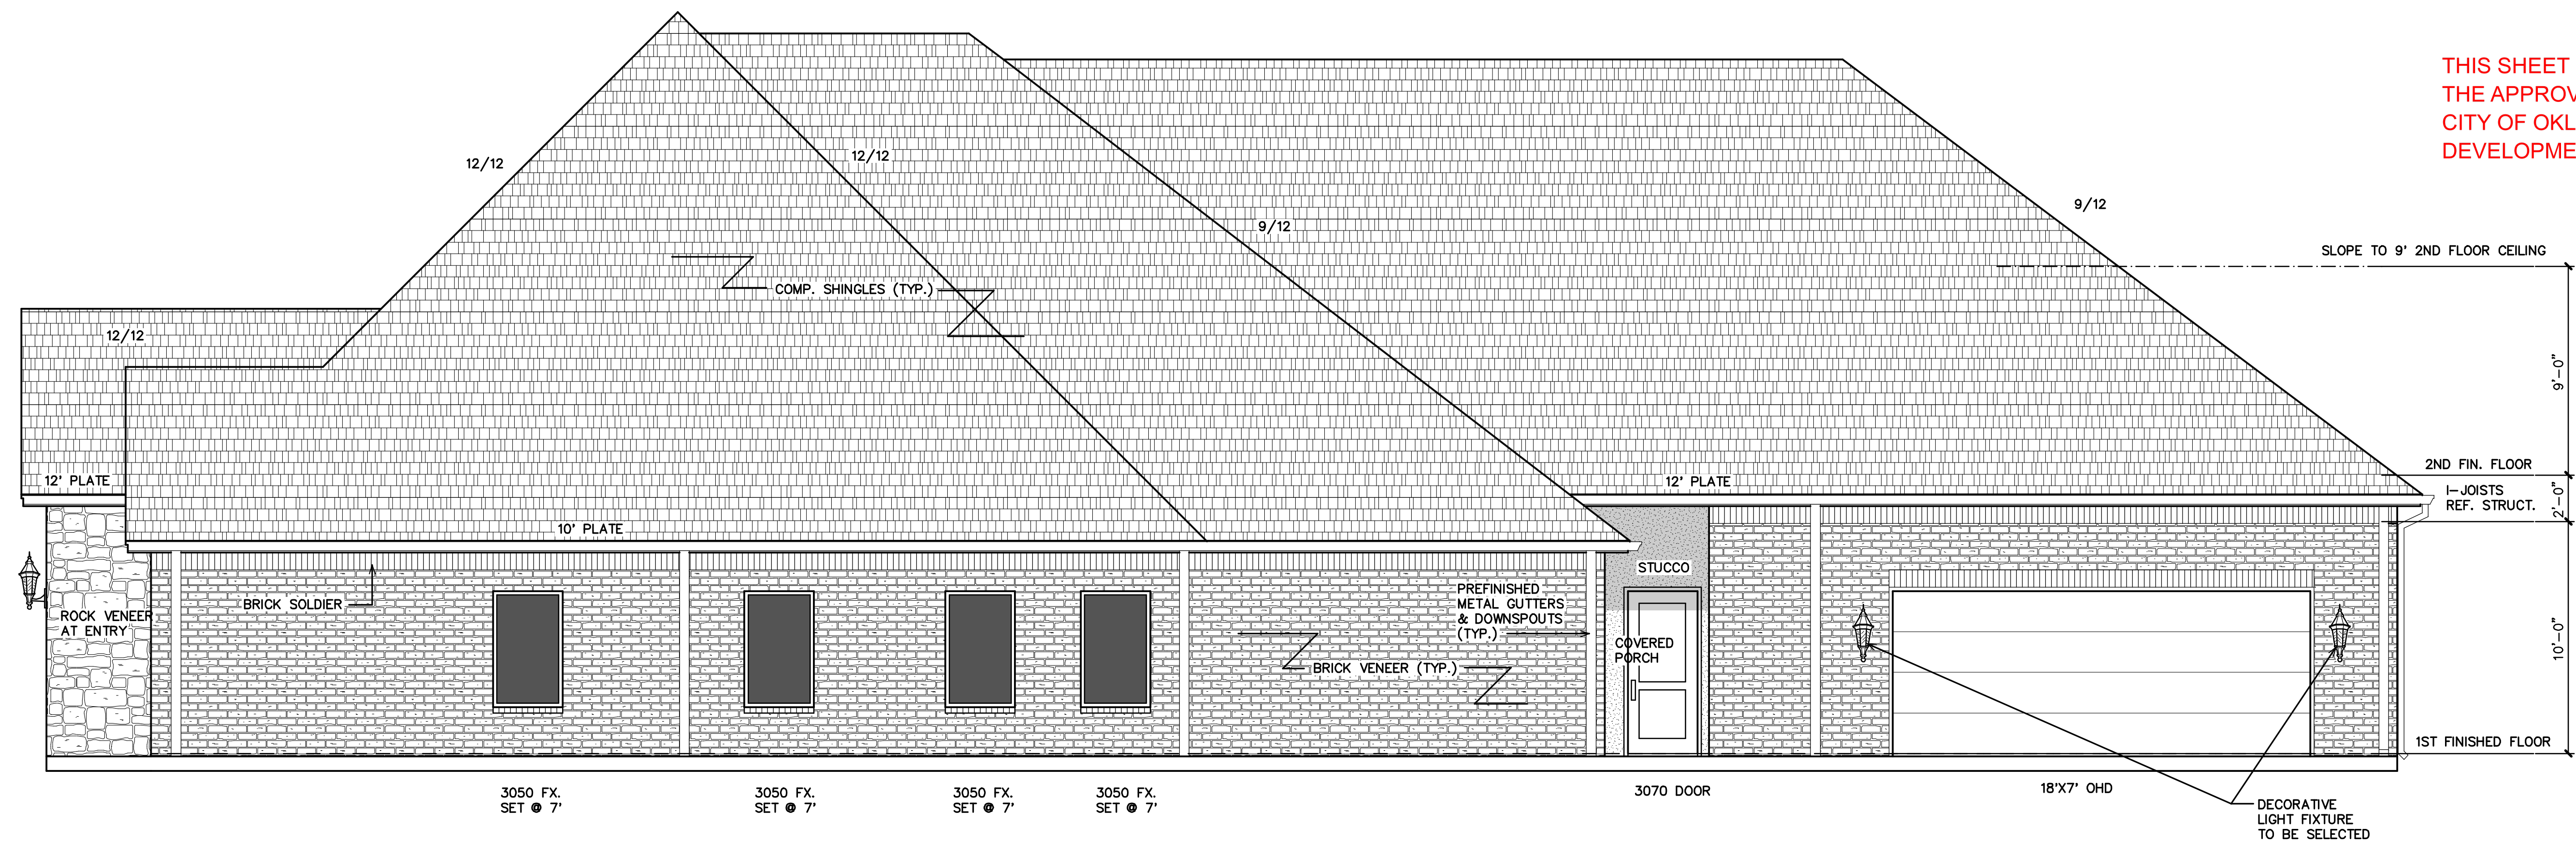 THIS SHEET
THE APPROV
CITY OF OKL
DEVELOPME
12/12
12/12
9/12
9/12
SLOPE TO 9' 2ND FLOOR CEILING
COMP. SHINGLES (TYP.)
12/12
9'-0"
2ND FIN. FLOOR
12' PLATE
12' PLATE
I-JOISTS
REF. STRUCT.
2'-0"
10' PLATE
STUCCO
PREFINISHED
METAL GUTTERS
& DOWNSPOUTS
(TYP.)
BRICK SOLDIER
ROCK VENEER
AT ENTRY
COVERED
PORCH
10'-0"
BRICK VENEER (TYP.)
1ST FINISHED FLOOR
3050 FX.
SET @ 7'
3050 FX.
SET @ 7'
3050 FX.
SET @ 7'
3050 FX.
SET @ 7'
3070 DOOR
18'X7' OHD
DECORATIVE
LIGHT FIXTURE
TO BE SELECTED